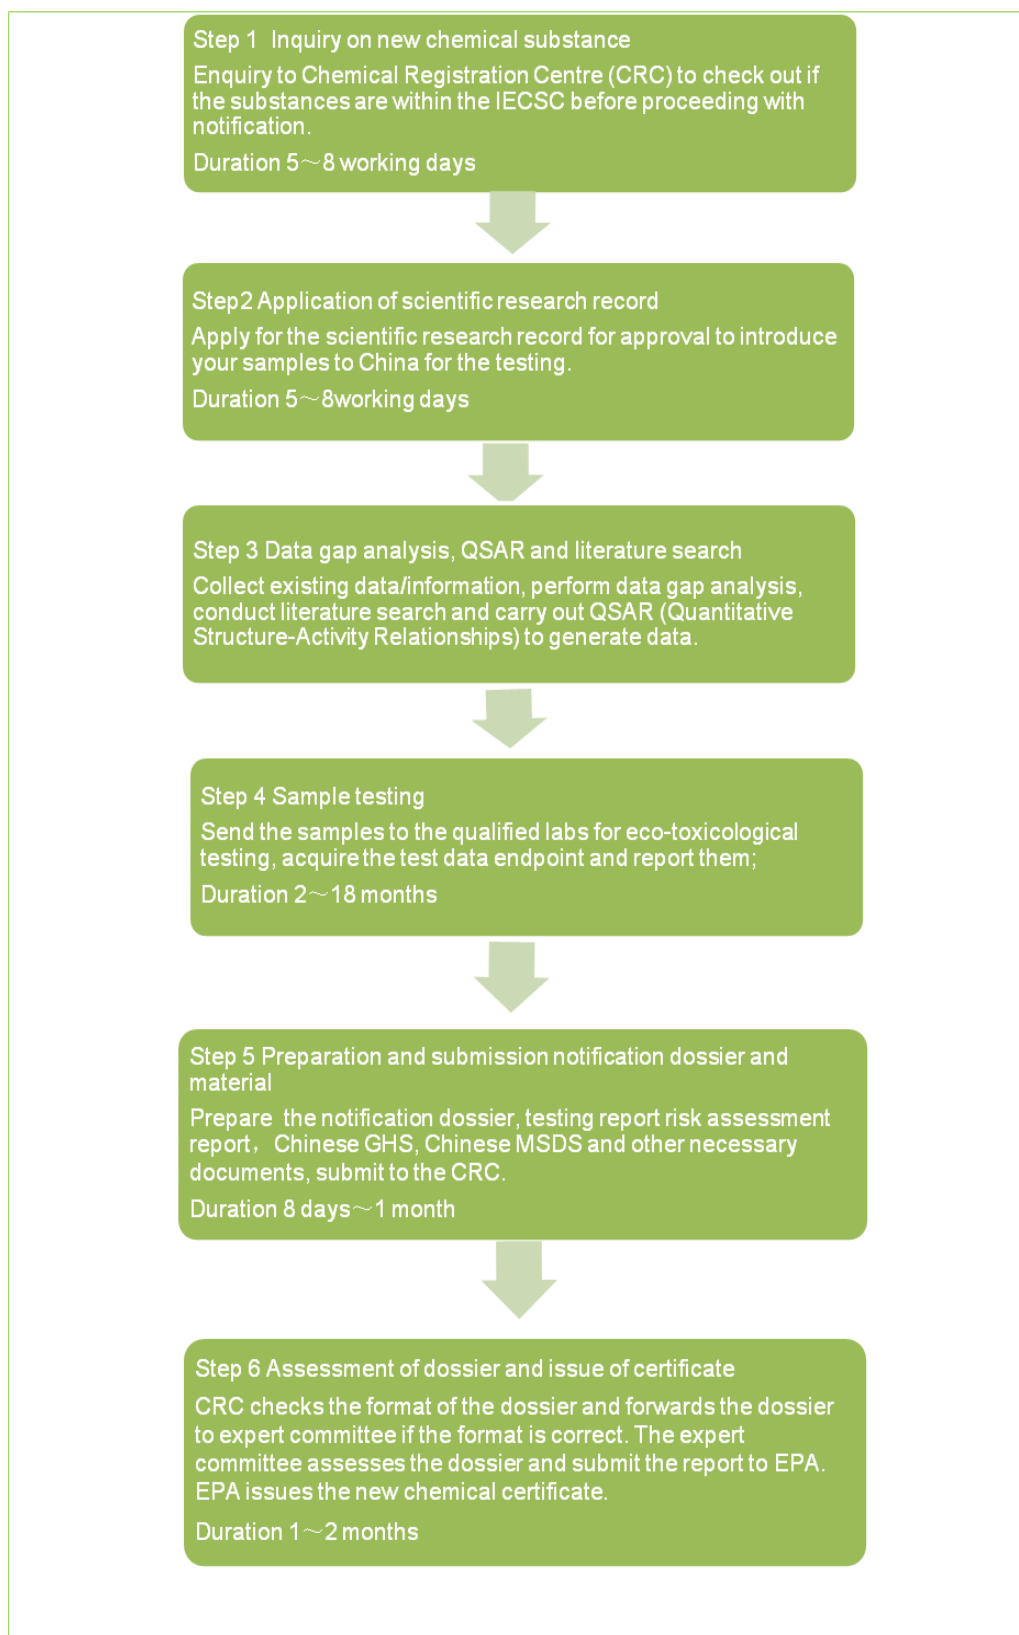 Step 1  Inquiry on new chemical substance
Enquiry to Chemical Registration Centre (CRC) to check out if
the substances are within the IECSC before proceeding with
notification.
Duration 5～8 working days
Step2 Application of scientific research record
Apply for the scientific research record for approval to introduce
your samples to China for the testing.
Duration 5～8working days
Step 3 Data gap analysis, QSAR and literature search
Collect existing data/information, perform data gap analysis,
conduct literature search and carry out QSAR (Quantitative
Structure-Activity Relationships) to generate data.
Step 4 Sample testing
Send the samples to the qualified labs for eco-toxicological
testing, acquire the test data endpoint and report them;
Duration 2～18 months
Step 5 Preparation and submission notification dossier and
material
Prepare  the notification dossier, testing report risk assessment
report，Chinese GHS, Chinese MSDS and other necessary
documents, submit to the CRC.
Duration 8 days～1 month
Step 6 Assessment of dossier and issue of certificate
CRC checks the format of the dossier and forwards the dossier
to expert committee if the format is correct. The expert
committee assesses the dossier and submit the report to EPA.
EPA issues the new chemical certificate.
Duration 1～2 months